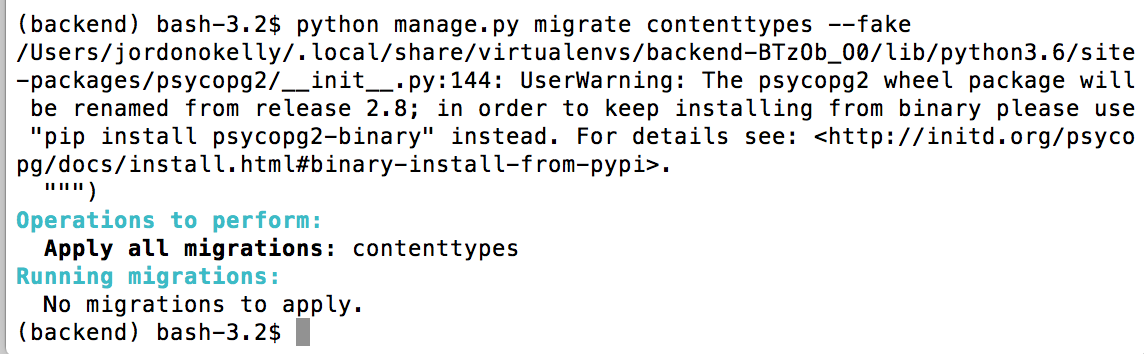 (backend) bash-3.2$ python manage.py migrate contenttypes --fake
/Users/jordonokelly/.local/share/virtualenvs/backend-BTzOb_O0/lib/python3.6/site
-packages/psycopg2/__init__.py:144: UserWarning: The psycopg2 wheel package will
 be renamed from release 2.8; in order to keep installing from binary please use
 "pip install psycopg2-binary" instead. For details see: <http://initd.org/psyco
pg/docs/install.html#binary-install-from-pypi>.
  """)
Operations to perform:
  Apply all migrations: contenttypes
Running migrations:
  No migrations to apply.
(backend) bash-3.2$